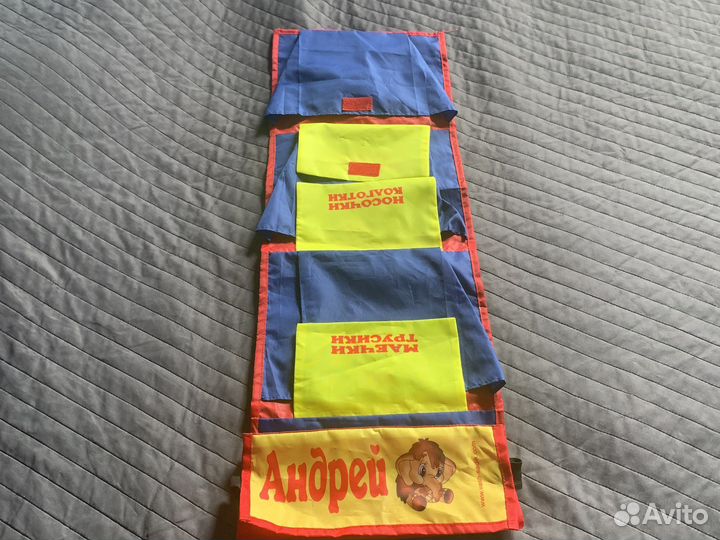 НОСОЧКИ
КОЛГОТКИ
МАЕЧКИ
ТРУСИКИ
Андрей
Avito